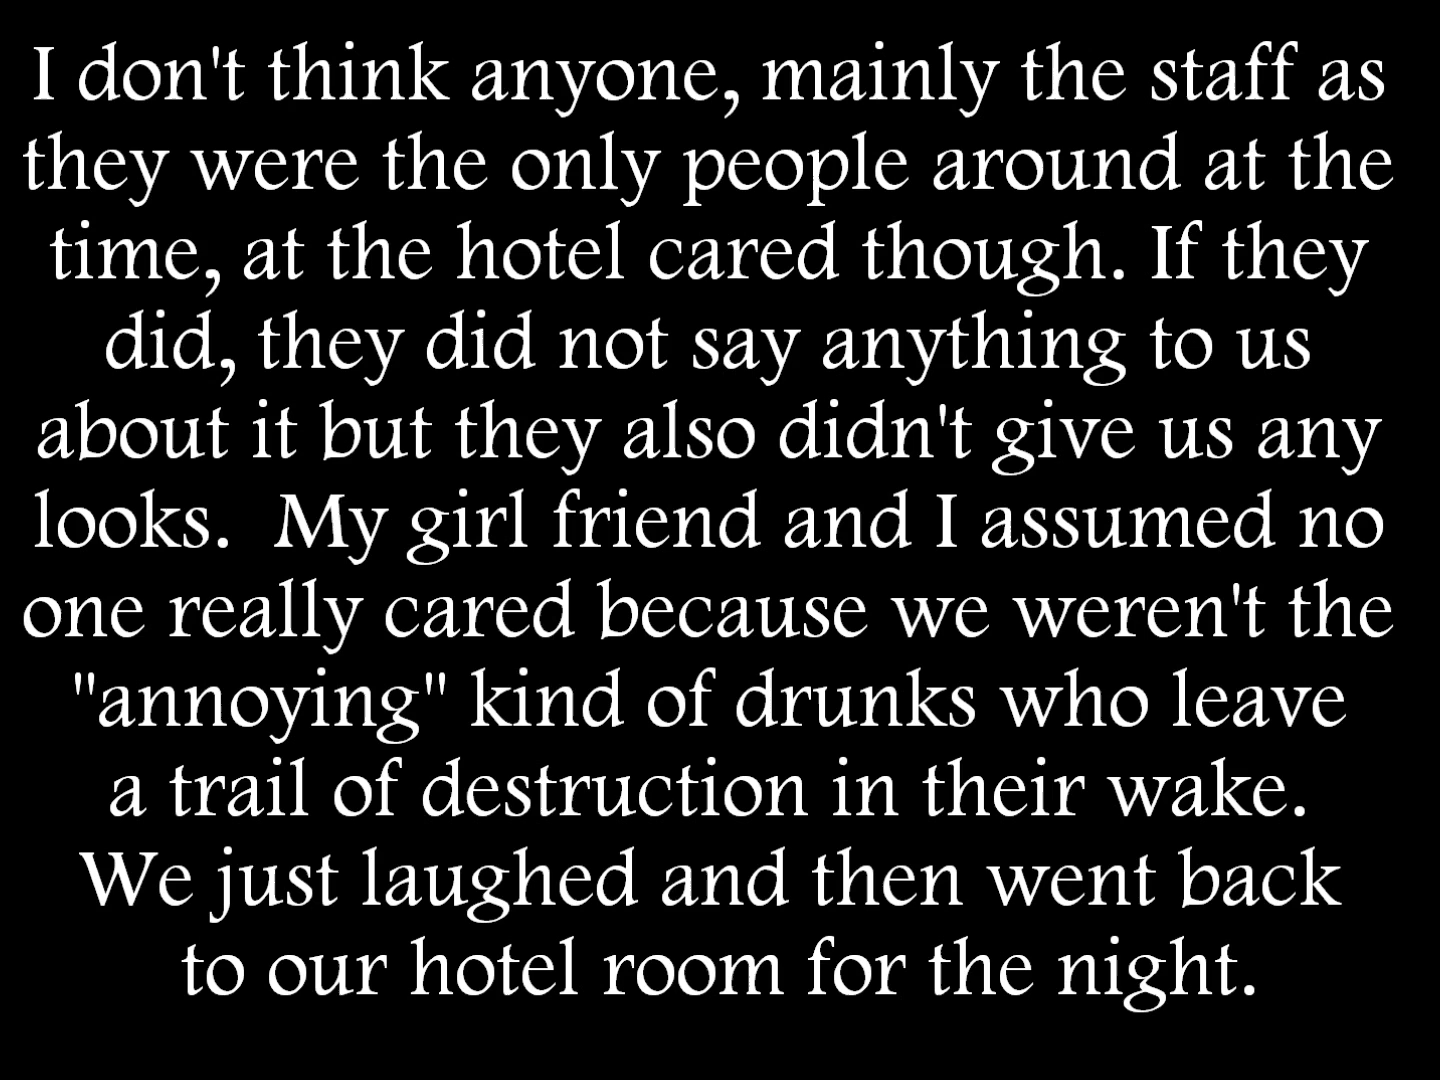 I don't think anyone, mainly the staff as
they were the only people around at the
time, at the hotel cared though. If they
did, they did not say anything to us
about it but they also didn't give us any
looks.  My girl friend and I assumed no
one really cared because we weren't the
"annoying" kind of drunks who leave
a trail of destruction in their wake.
We just laughed and then went back
to our hotel room for the night.